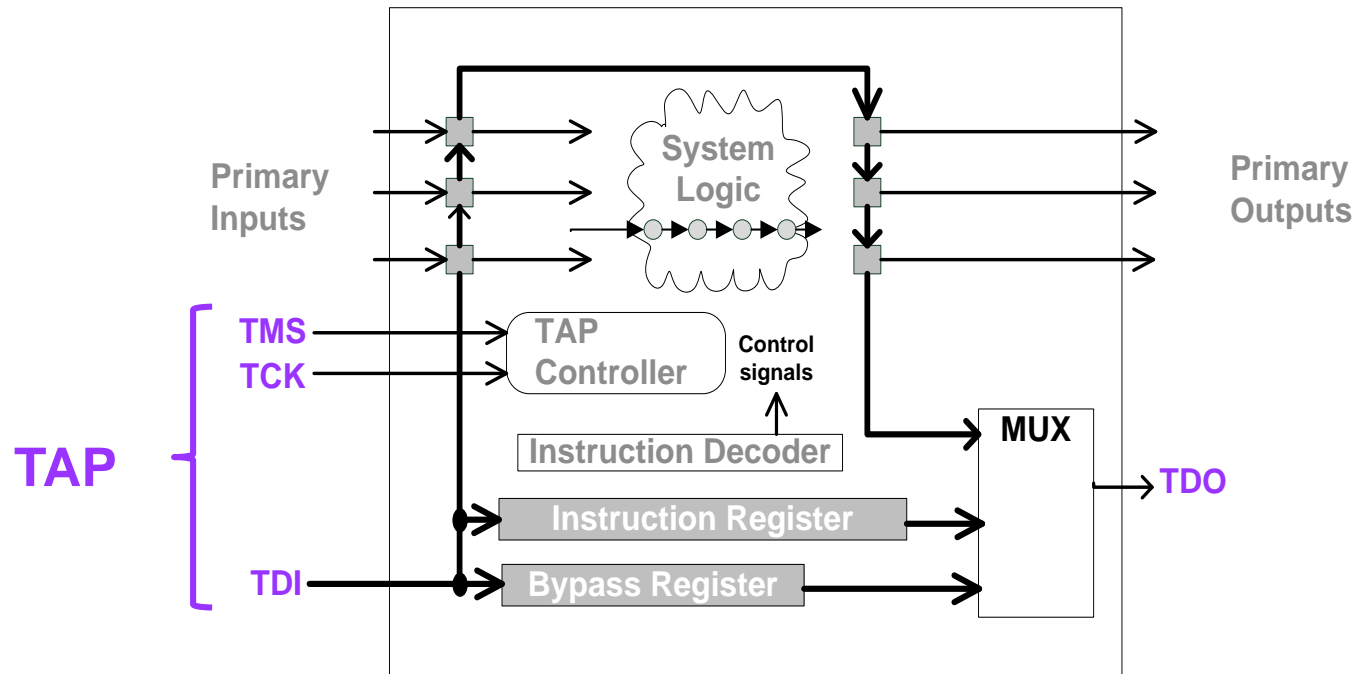 System
Logic
Primary
Inputs
Primary
Outputs
TMS
TCK
TAP
Controller
Control
signals
TAP
Instruction Decoder
MUX
TDO
Instruction Register
TDI
Bypass Register